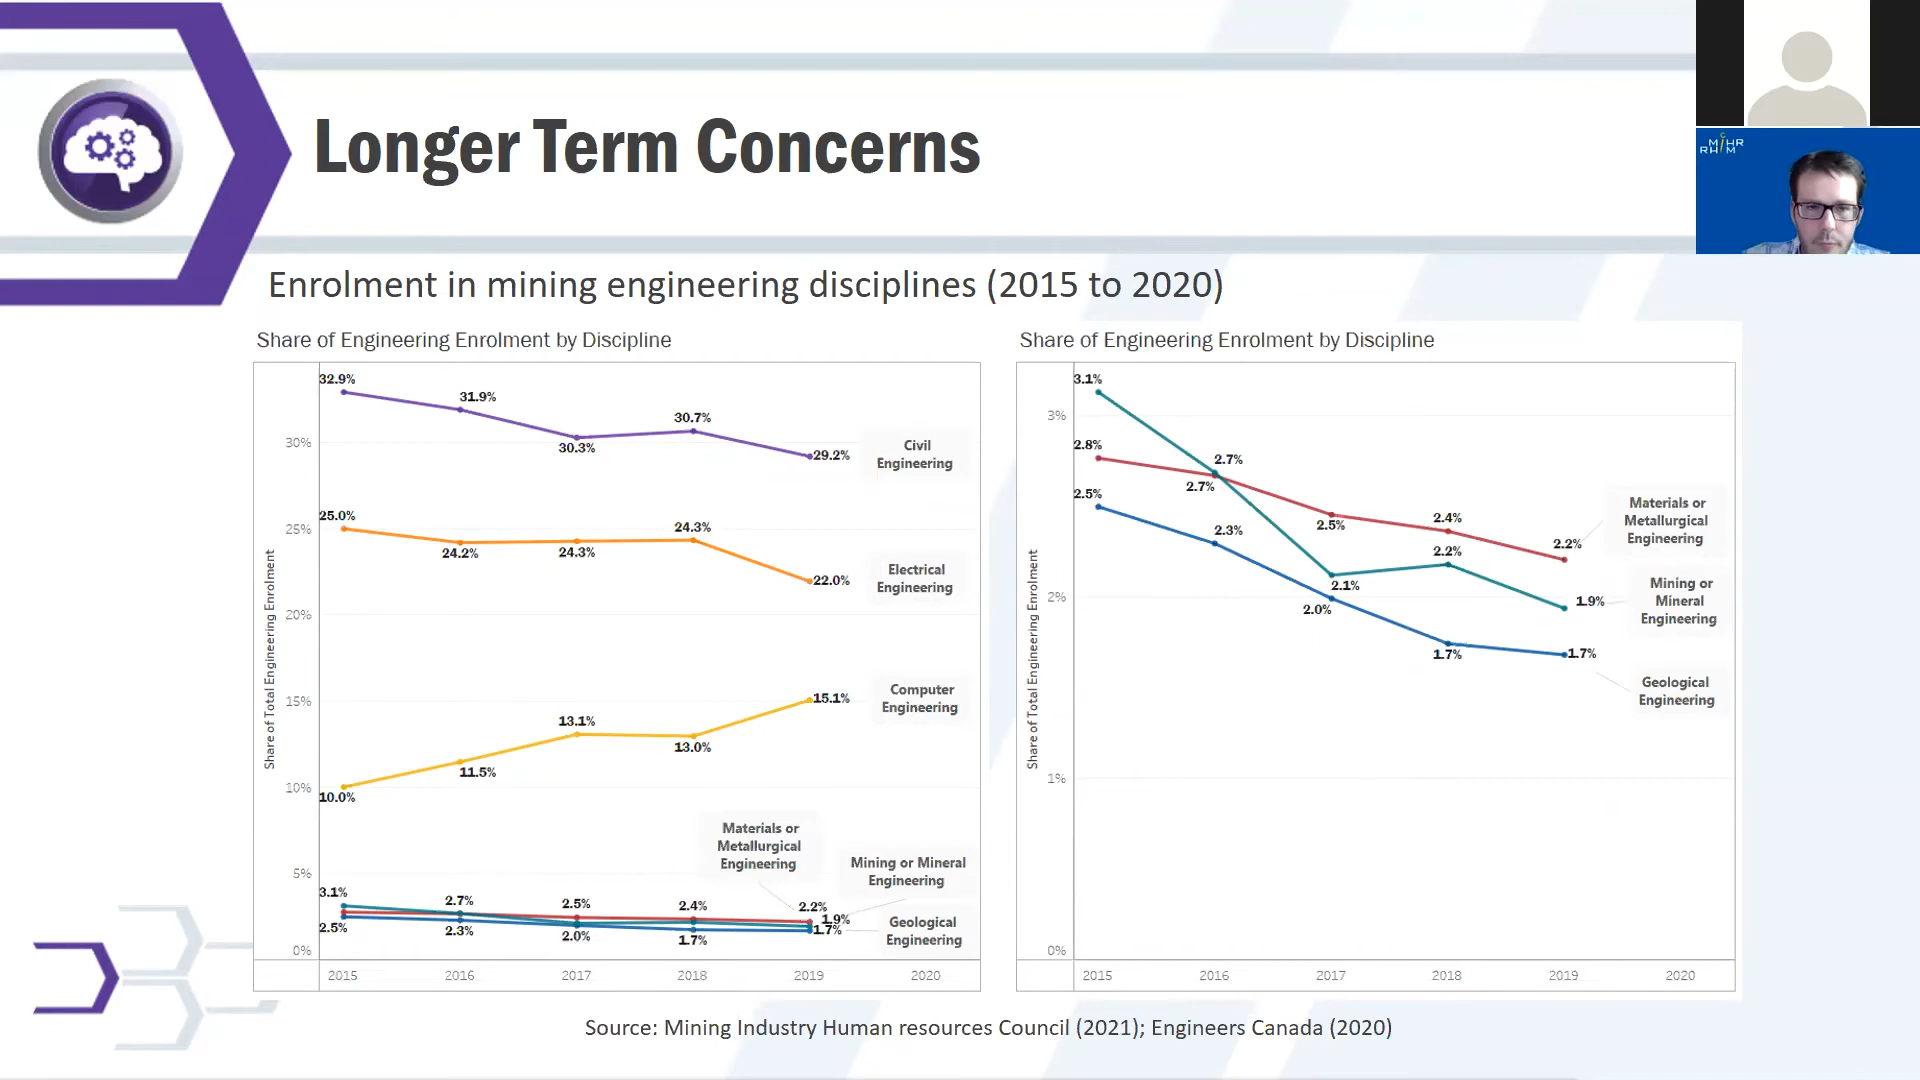 Longer Term Concerns
M HR
RH M
Enrolment in mining engineering disciplines (2015 to 2020)
Share of Engineering Enrolment by Discipline
Share of Total Engineering Enrolment
30%
25%
20%
15%
10%
5%
0%
32.9%
31.9%
30.3%
30.7%
29.2%
Civil
Engineering
25.0%
24.2%
24.3%
24.3%
22.0%
Electrical
Engineering
10.0%
11.5%
13.1%
13.0%
15.1%
Computer
Engineering
Materials or
Metallurgical
Engineering
Mining or Mineral
Engineering
Geological
Engineering
3.1%
2.7%
2.5%
2.4%
2.2%
1.9%
2.5%
2.3%
2.0%
1.7%
1.7%
2015 2016 2017 2018 2019 2020
Share of Engineering Enrolment by Discipline
Share of Total Engineering Enrolment
3%
2%
1%
0%
3.1%
2.8%
2.5%
2.7%
2.7%
2.3%
2.5%
2.1%
2.0%
2.4%
2.2%
1.7%
2.2%
1.9%
1.7%
Materials or
Metallurgical
Engineering
Mining or
Mineral
Engineering
Geological
Engineering
2015 2016 2017 2018 2019 2020
Source: Mining Industry Human resources Council (2021); Engineers Canada (2020)